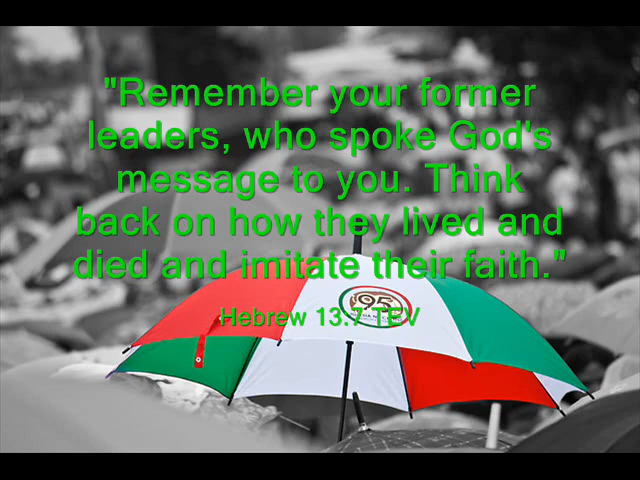 "Remember your former
leaders, who spoke God's
message to you. Think
back on how they lived and
died and imitate their faith."
Hebrew 13:7 TEV
95